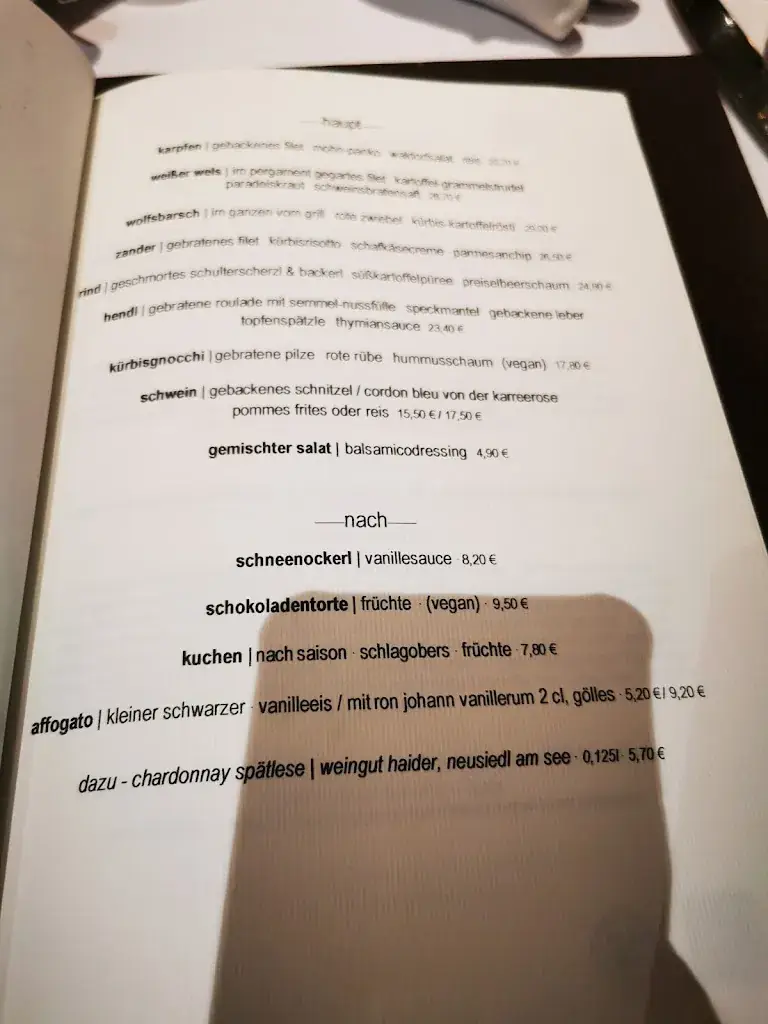 haupt
karpfen | gebackenes filet mohn-panko waldorfsalat reis
weißer wels | im pergament gegartes filet kartoffel-grammelstrudel
paradeiskraut schweinsbratensaft
wolfsbarsch | im ganzen vom grill rote zwiebel kürbis-kartoffelrösti
zander | gebratenes filet kürbisrisotto schafkäsecreme parmesanchip
rind | geschmortes schulterscherzl & backerl süßkartoffelpüree preiselbeerschaum 24,90 €
hendl | gebratene roulade mit semmel-nussfülle speckmantel gebackene leber
topfenspätzle thymiansauce 23,40 €
kürbisgnocchi | gebratene pilze rote rübe hummusschaum (vegan) 17,80 €
schwein | gebackenes schnitzel / cordon bleu von der karreerose
pommes frites oder reis 15,50 € / 17,50 €
gemischter salat | balsamicodressing 4,90 €
nach
schneenockerl | vanillesauce · 8,20 €
schokoladentorte | früchte · (vegan) · 9,50 €
kuchen | nach saison · schlagobers · früchte · 7,80 €
affogato | kleiner schwarzer · vanilleeis / mit ron johann vanillerum 2 cl, gölles · 5,20 € / 9,20 €
dazu - chardonnay spätlese | weingut haider, neusiedl am see · 0,125l · 5,70 €